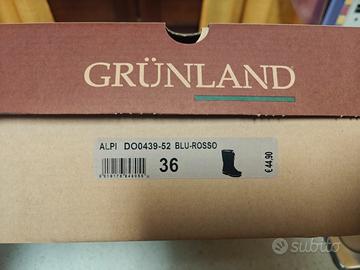 GRÜNLAND
ALPI DO0439-52 BLU-ROSSO
36
€44,90
subito